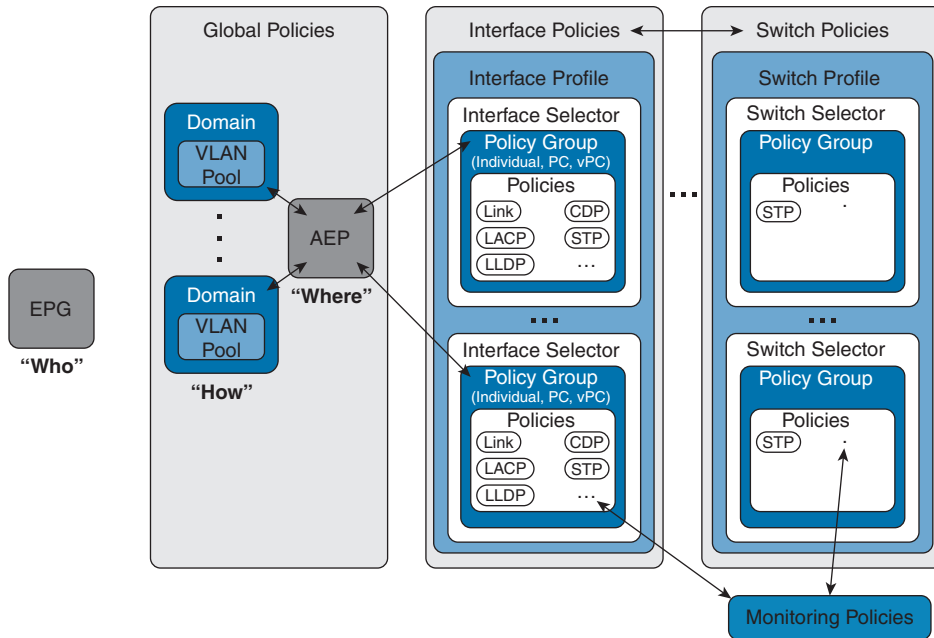 Global Policies
Interface Policies
Switch Policies
Interface Profile
Switch Profile
Domain
VLAN
Pool
AEP
"Where"
Domain
VLAN
Pool
"How"
EPG
"Who"
Interface Selector
Policy Group
(Individual, PC, vPC)
Policies
Link
CDP
LACP
STP
LLDP
...
Interface Selector
Policy Group
(Individual, PC, vPC)
Policies
Link
CDP
LACP
STP
LLDP
...
Switch Selector
Policy Group
Policies
STP
Switch Selector
Policy Group
Policies
STP
Monitoring Policies